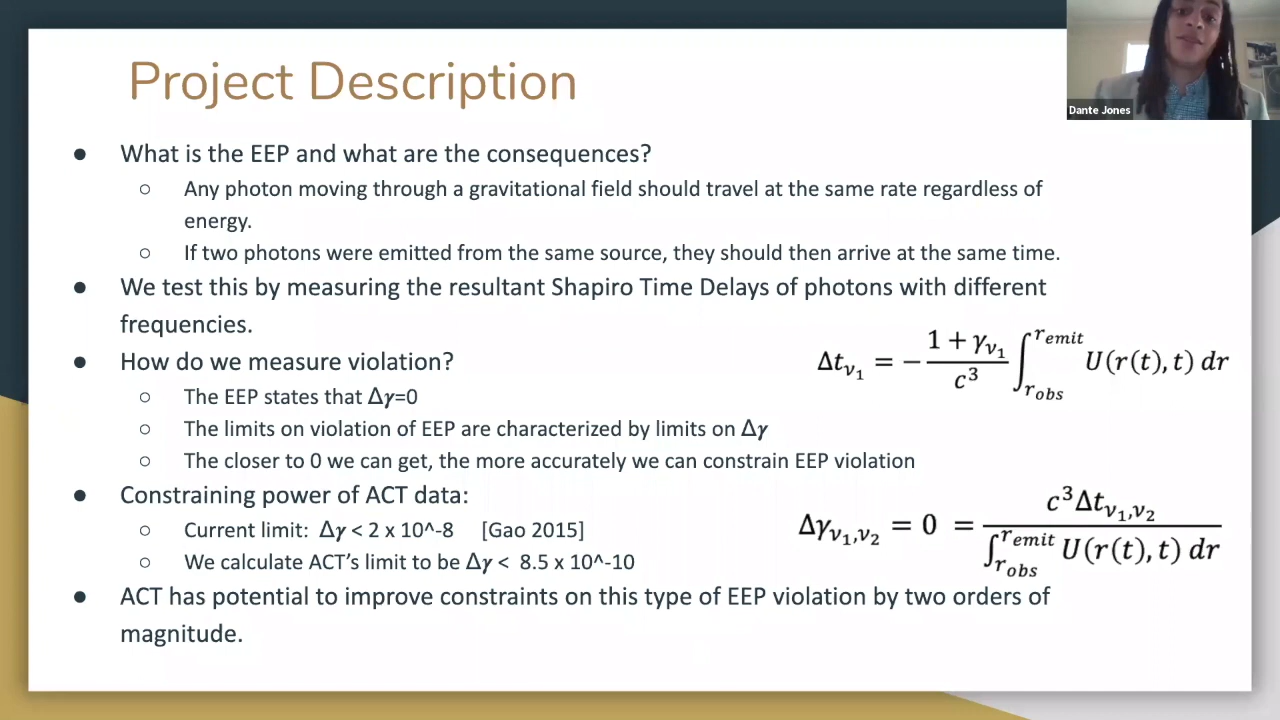 Project Description
Dante Jones
● What is the EEP and what are the consequences?
○ Any photon moving through a gravitational field should travel at the same rate regardless of
energy.
○ If two photons were emitted from the same source, they should then arrive at the same time.
● We test this by measuring the resultant Shapiro Time Delays of photons with different
frequencies.
● How do we measure violation?
○ The EEP states that Δγ=0
○ The limits on violation of EEP are characterized by limits on Δγ
○ The closer to 0 we can get, the more accurately we can constrain EEP violation
● Constraining power of ACT data:
○ Current limit: Δγ < 2 x 10^-8 [Gao 2015]
○ We calculate ACT’s limit to be Δγ < 8.5 x 10^-10
● ACT has potential to improve constraints on this type of EEP violation by two orders of
magnitude.
Δt_ν₁ = − (1 + γ_ν₁)/c³ ∫_{r_obs}^{r_emit} U(r(t), t) dr
Δγ_ν₁,ν₂ = 0 = c³Δt_ν₁,ν₂ / ∫_{r_obs}^{r_emit} U(r(t), t) dr